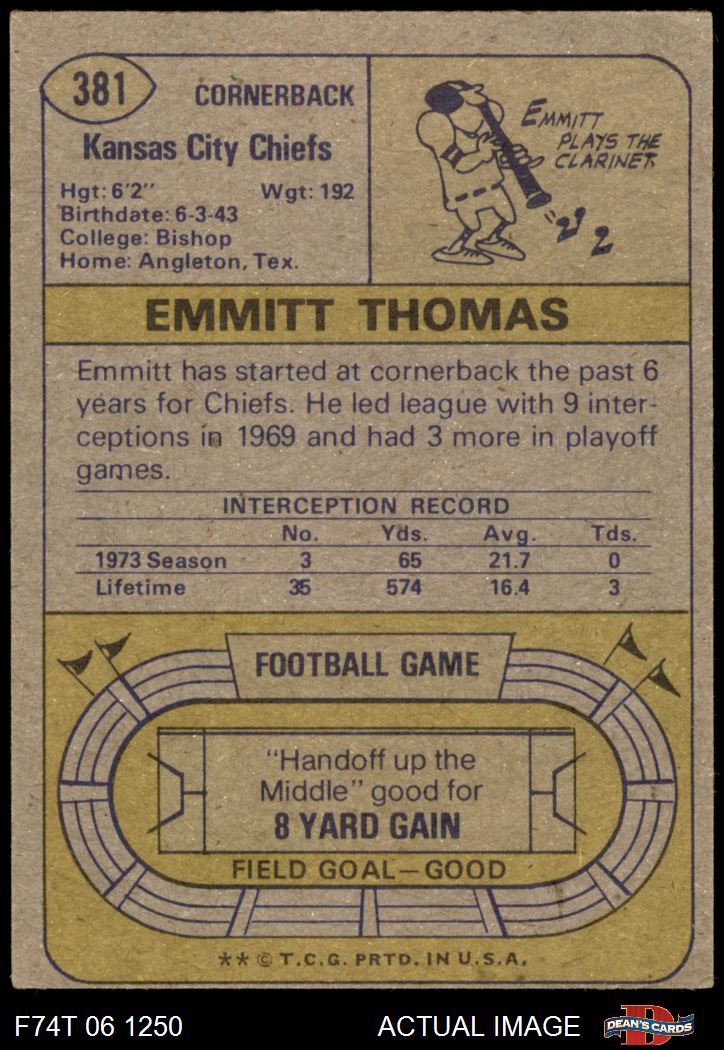 381
CORNERBACK
Kansas City Chiefs
Hgt: 6'2" Wgt: 192
Birthdate: 6-3-43
College: Bishop
Home: Angleton, Tex.
EMMITT
PLAYS THE
CLARINET.
EMMITT THOMAS
Emmitt has started at cornerback the past 6
years for Chiefs. He led league with 9 inter-
ceptions in 1969 and had 3 more in playoff
games.
INTERCEPTION RECORD
No. Yds. Avg. Tds.
1973 Season 3 65 21.7 0
Lifetime 35 574 16.4 3
FOOTBALL GAME
"Handoff up the
Middle" good for
8 YARD GAIN
FIELD GOAL—GOOD
** © T.C.G. PRTD. IN U.S.A.
F74T 06 1250 ACTUAL IMAGE
D
DEAN'S CARDS